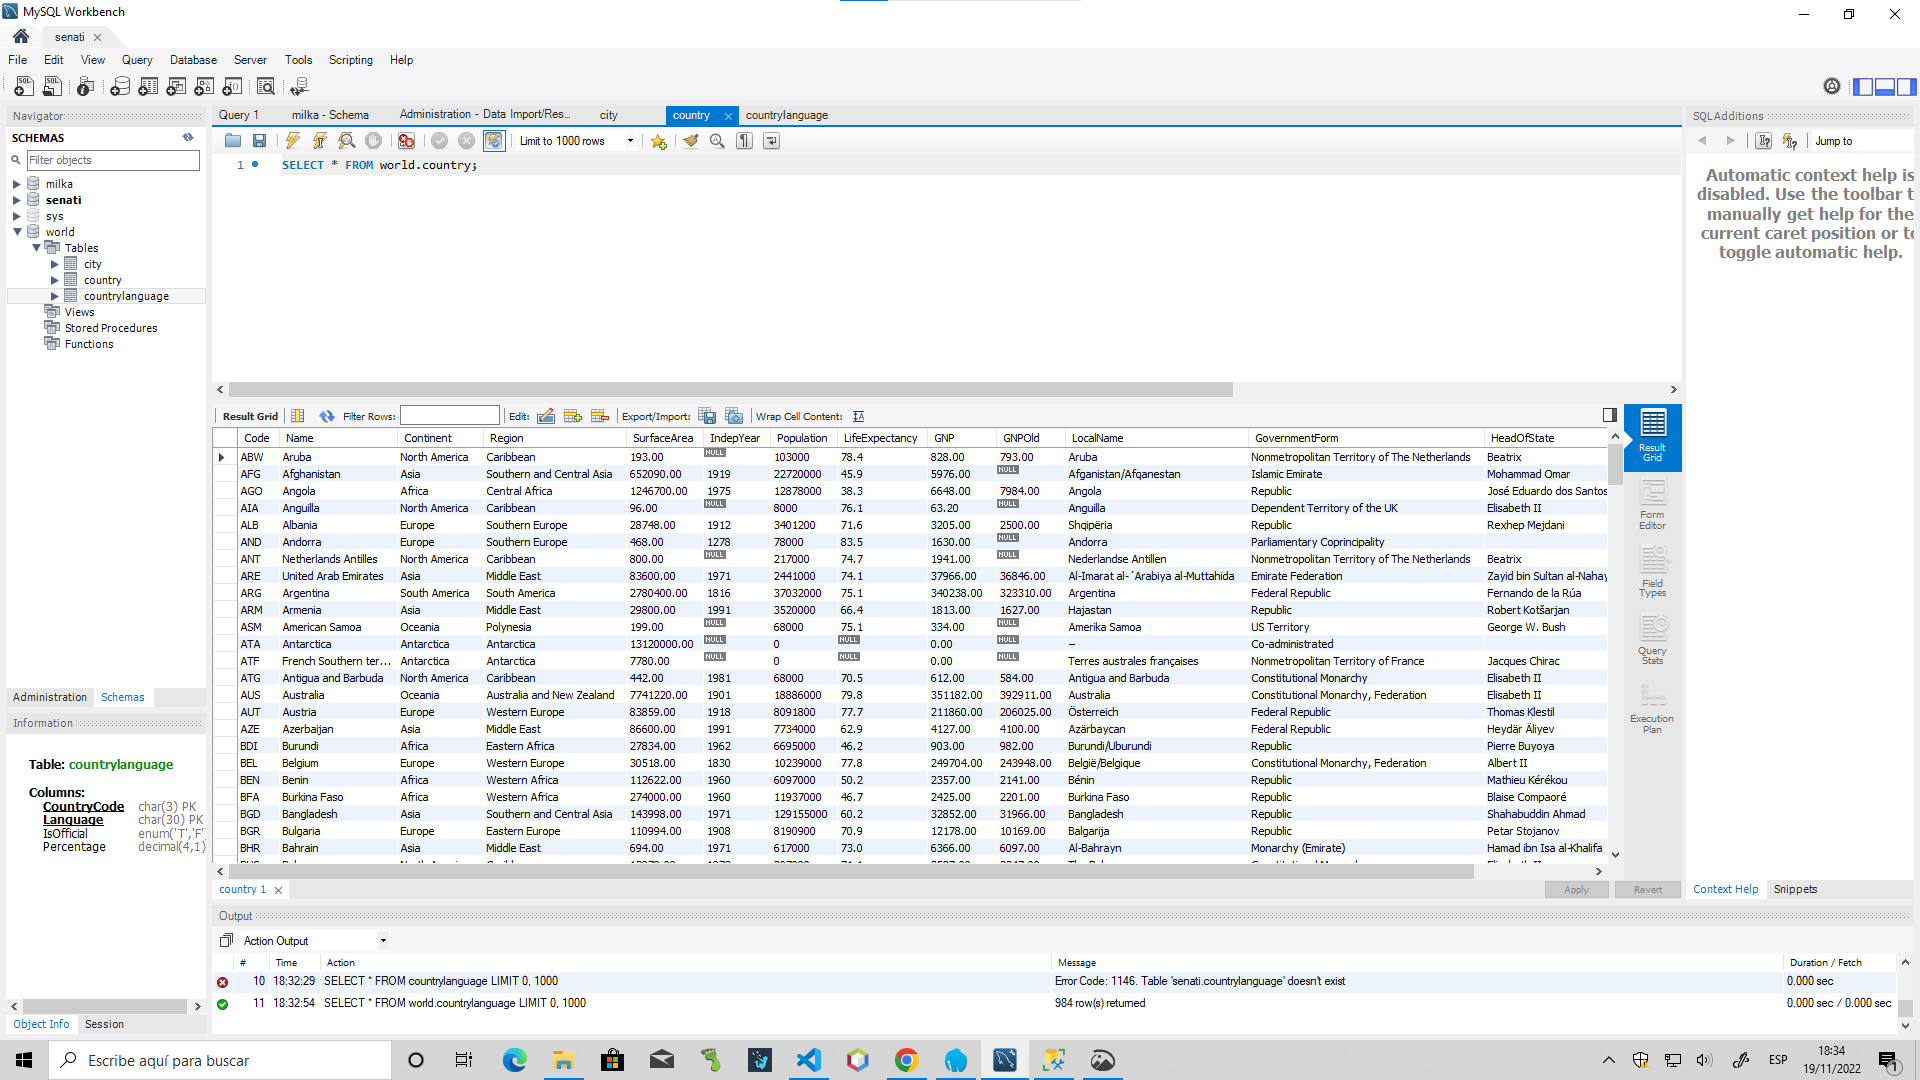 MySQL Workbench
senati
File Edit View Query Database Server Tools Scripting Help
Navigator
SCHEMAS
Filter objects
milka
senati
sys
world
Tables
city
country
countrylanguage
Views
Stored Procedures
Functions
Administration Schemas
Information
Table: countrylanguage
Columns:
CountryCode char(3) PK
Language char(30) PK
IsOfficial enum('T','F')
Percentage decimal(4,1)
Object Info Session
Query 1 milka - Schema Administration - Data Import/Res... city country countrylanguage
Limit to 1000 rows
1 SELECT * FROM world.country;
SQLAdditions
Jump to
Automatic context help is
disabled. Use the toolbar t
manually get help for the
current caret position or to
toggle automatic help.
Result Grid Filter Rows: Edit: Export/Import: Wrap Cell Content:
Code Name Continent Region SurfaceArea IndepYear Population LifeExpectancy GNP GNPOld LocalName GovernmentForm HeadOfState
ABW Aruba North America Caribbean 193.00 NULL 103000 78.4 828.00 793.00 Aruba Nonmetropolitan Territory of The Netherlands Beatrix
AFG Afghanistan Asia Southern and Central Asia 652090.00 1919 22720000 45.9 5976.00 NULL Afganistan/Afqanestan Islamic Emirate Mohammad Omar
AGO Angola Africa Central Africa 1246700.00 1975 12878000 38.3 6648.00 7984.00 Angola Republic José Eduardo dos Santos
AIA Anguilla North America Caribbean 96.00 NULL 8000 76.1 63.20 NULL Anguilla Dependent Territory of the UK Elisabeth II
ALB Albania Europe Southern Europe 28748.00 1912 3401200 71.6 3205.00 2500.00 Shqipëria Republic Rexhep Mejdani
AND Andorra Europe Southern Europe 468.00 1278 78000 83.5 1630.00 NULL Andorra Parliamentary Coprincipality
ANT Netherlands Antilles North America Caribbean 800.00 NULL 217000 74.7 1941.00 NULL Nederlandse Antillen Nonmetropolitan Territory of The Netherlands Beatrix
ARE United Arab Emirates Asia Middle East 83600.00 1971 2441000 74.1 37966.00 36846.00 Al-Imarat al-´Arabiya al-Muttahida Emirate Federation Zayid bin Sultan al-Nahay
ARG Argentina South America South America 2780400.00 1816 37032000 75.1 340238.00 323310.00 Argentina Federal Republic Fernando de la Rúa
ARM Armenia Asia Middle East 29800.00 1991 3520000 66.4 1813.00 1627.00 Hajastan Republic Robert Kotšarjan
ASM American Samoa Oceania Polynesia 199.00 NULL 68000 75.1 334.00 NULL Amerika Samoa US Territory George W. Bush
ATA Antarctica Antarctica Antarctica 13120000.00 NULL 0 NULL 0.00 NULL – Co-administrated
ATF French Southern ter... Antarctica Antarctica 7780.00 NULL 0 NULL 0.00 NULL Terres australes françaises Nonmetropolitan Territory of France Jacques Chirac
ATG Antigua and Barbuda North America Caribbean 442.00 1981 68000 70.5 612.00 584.00 Antigua and Barbuda Constitutional Monarchy Elisabeth II
AUS Australia Oceania Australia and New Zealand 7741220.00 1901 18886000 79.8 351182.00 392911.00 Australia Constitutional Monarchy, Federation Elisabeth II
AUT Austria Europe Western Europe 83859.00 1918 8091800 77.7 211860.00 206025.00 Österreich Federal Republic Thomas Klestil
AZE Azerbaijan Asia Middle East 86600.00 1991 7734000 62.9 4127.00 4100.00 Azärbaycan Federal Republic Heydär Äliyev
BDI Burundi Africa Eastern Africa 27834.00 1962 6695000 46.2 903.00 982.00 Burundi/Uburundi Republic Pierre Buyoya
BEL Belgium Europe Western Europe 30518.00 1830 10239000 77.8 249704.00 243948.00 België/Belgique Constitutional Monarchy, Federation Albert II
BEN Benin Africa Western Africa 112622.00 1960 6097000 50.2 2357.00 2141.00 Bénin Republic Mathieu Kérékou
BFA Burkina Faso Africa Western Africa 274000.00 1960 11937000 46.7 2425.00 2201.00 Burkina Faso Republic Blaise Compaoré
BGD Bangladesh Asia Southern and Central Asia 143998.00 1971 129155000 60.2 32852.00 31966.00 Bangladesh Republic Shahabuddin Ahmad
BGR Bulgaria Europe Eastern Europe 110994.00 1908 8190900 70.9 12178.00 10169.00 Balgarija Republic Petar Stojanov
BHR Bahrain Asia Middle East 694.00 1971 617000 73.0 6366.00 6097.00 Al-Bahrayn Monarchy (Emirate) Hamad ibn Isa al-Khalifa
Result Grid
Form Editor
Field Types
Query Stats
Execution Plan
country 1 Apply Revert
Context Help Snippets
Output
Action Output
# Time Action Message Duration / Fetch
10 18:32:29 SELECT * FROM countrylanguage LIMIT 0, 1000 Error Code: 1146. Table 'senati.countrylanguage' doesn't exist 0.000 sec
11 18:32:54 SELECT * FROM world.countrylanguage LIMIT 0, 1000 984 row(s) returned 0.000 sec / 0.000 sec
Escribe aquí para buscar
ESP
18:34
19/11/2022
1